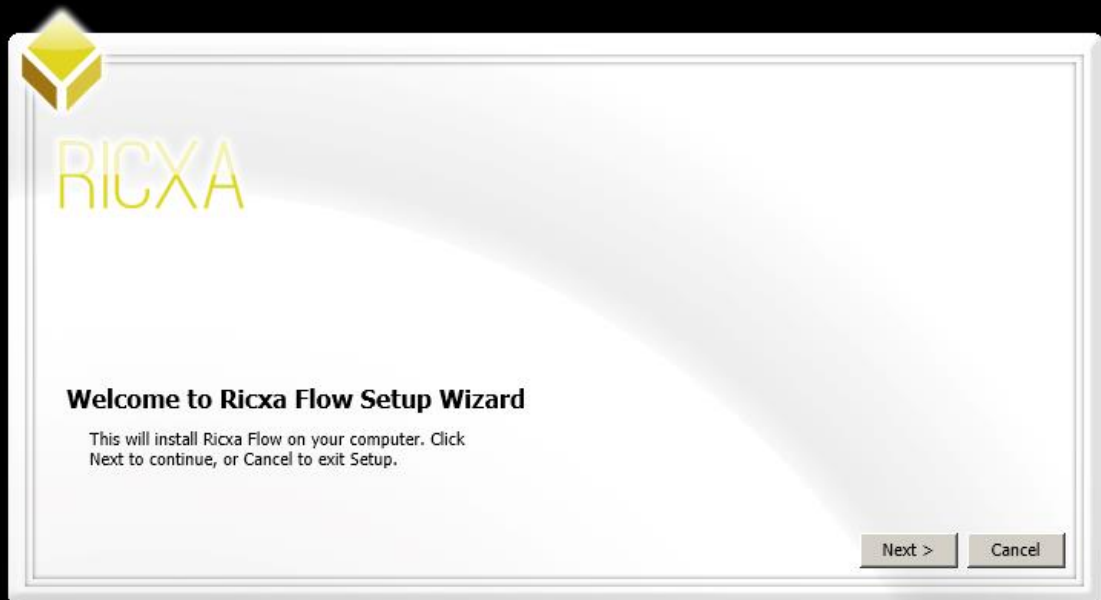 RICXA
Welcome to Ricxa Flow Setup Wizard
This will install Ricxa Flow on your computer. Click
Next to continue, or Cancel to exit Setup.
Next >
Cancel